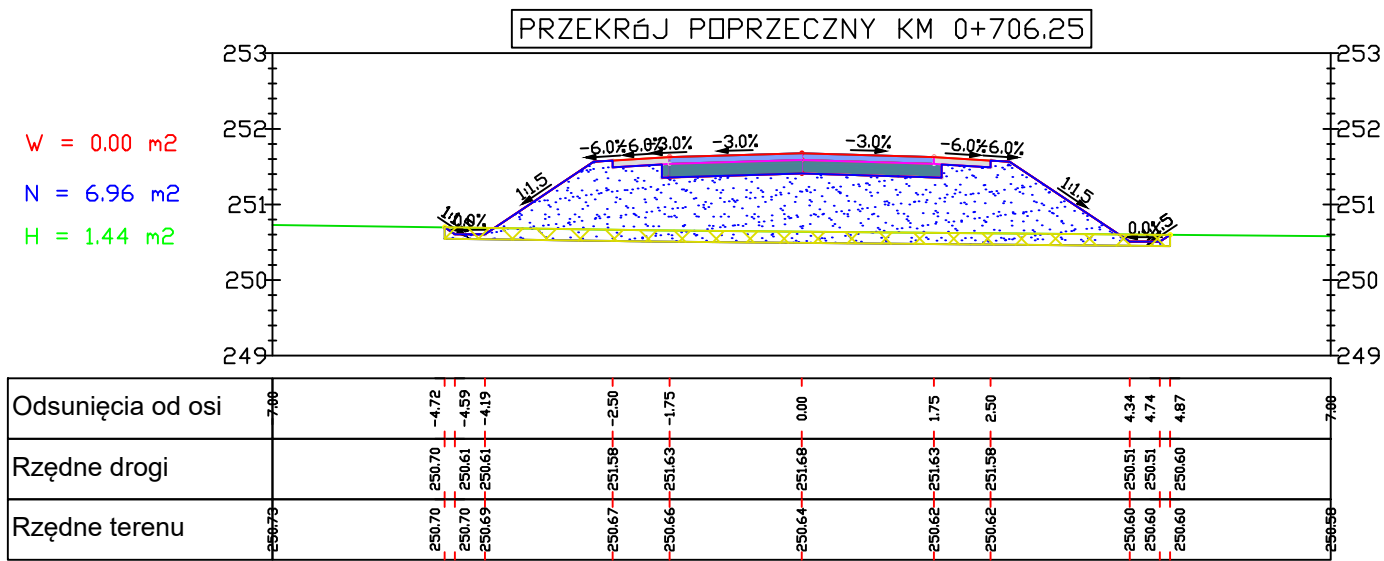 PRZEKRóJ POPRZECZNY KM 0+706.25
253 253
252 252
251 251
250 250
249 249
W = 0.00 m2
N = 6.96 m2
H = 1.44 m2
-6.0% -6.0% -3.0% -3.0% -3.0% -6.0% -6.0%
1:1.5 1:1.5
0.0% 0.0%
Odsunięcia od osi -7.00 -4.72 -4.59 -4.19 -2.50 -1.75 0.00 1.75 2.50 4.34 4.74 4.87 7.00
Rzędne drogi 250.70 250.61 250.61 251.58 251.63 251.68 251.63 251.58 250.51 250.51 250.60
Rzędne terenu 250.73 250.70 250.70 250.69 250.67 250.66 250.64 250.62 250.62 250.60 250.60 250.60 250.58